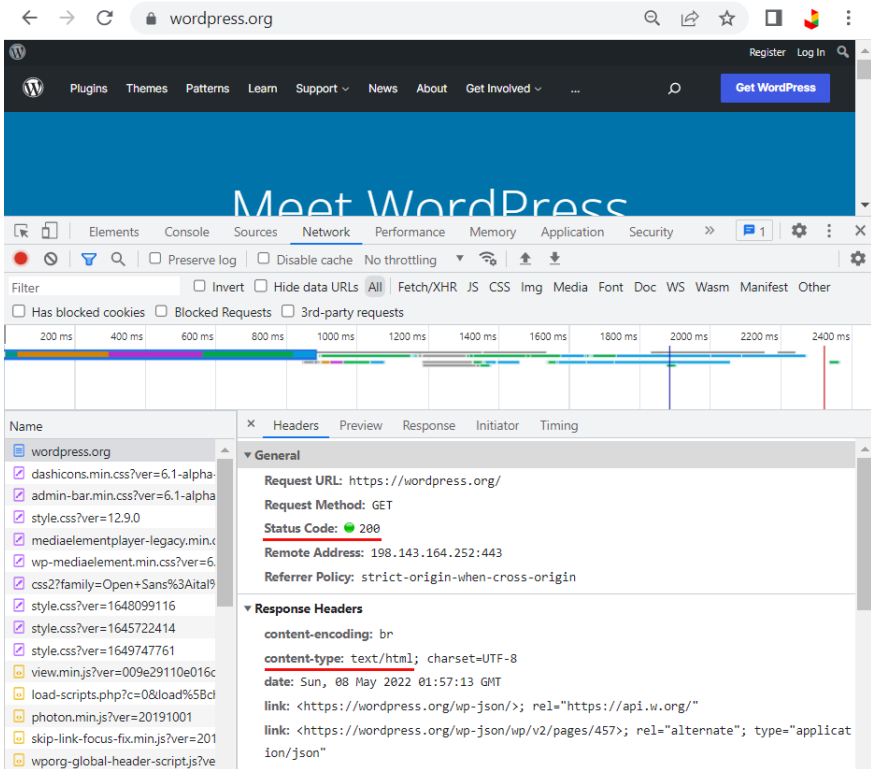 wordpress.org
Register Log In
Plugins Themes Patterns Learn Support News About Get Involved ... Get WordPress
Meet WordPress
Elements Console Sources Network Performance Memory Application Security » 1
Preserve log Disable cache No throttling
Filter Invert Hide data URLs All Fetch/XHR JS CSS Img Media Font Doc WS Wasm Manifest Other
Has blocked cookies Blocked Requests 3rd-party requests
200 ms 400 ms 600 ms 800 ms 1000 ms 1200 ms 1400 ms 1600 ms 1800 ms 2000 ms 2200 ms 2400 ms
Name
wordpress.org
dashicons.min.css?ver=6.1-alpha-
admin-bar.min.css?ver=6.1-alpha
style.css?ver=12.9.0
mediaelementplayer-legacy.min.c
wp-mediaelement.min.css?ver=6.
css2?family=Open+Sans%3Aital%
style.css?ver=1648099116
style.css?ver=1645722414
style.css?ver=1649747761
view.min.js?ver=009e29110e016c
load-scripts.php?c=0&load%5Bch
photon.min.js?ver=20191001
skip-link-focus-fix.min.js?ver=201
wporg-global-header-script.js?ve
× Headers Preview Response Initiator Timing
General
Request URL: https://wordpress.org/
Request Method: GET
Status Code: 200
Remote Address: 198.143.164.252:443
Referrer Policy: strict-origin-when-cross-origin
Response Headers
content-encoding: br
content-type: text/html; charset=UTF-8
date: Sun, 08 May 2022 01:57:13 GMT
link: <https://wordpress.org/wp-json/>; rel="https://api.w.org/"
link: <https://wordpress.org/wp-json/wp/v2/pages/457>; rel="alternate"; type="applicat
ion/json"